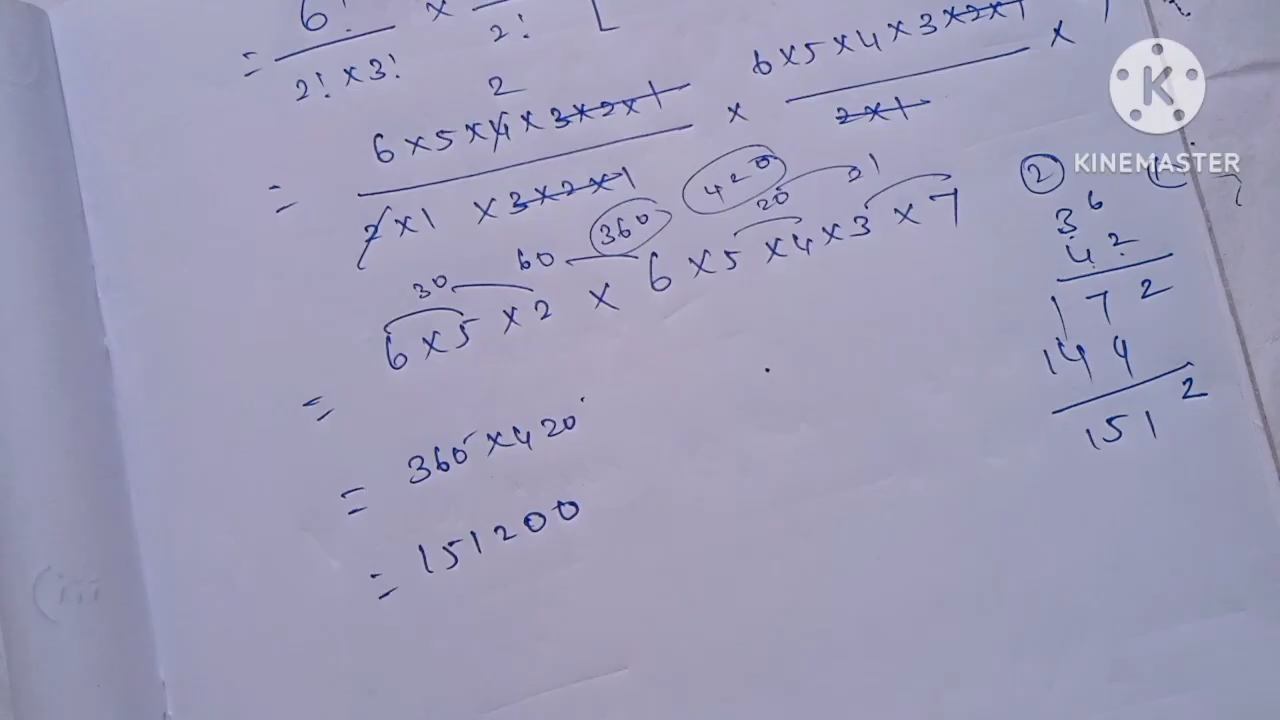 = 6! / 2! × 3! × / 2! [
= 6×5×4×3×2×1 / 2×1 ×3×2×1 × 6×5×4×3×2×1 / 2×1 ×
2
30 60 360 420 20 21
6×5×2 × 6×5×4×3×7
=
= 360×420
= 151200
2
36
42
172
144
1512
K
KINEMASTER